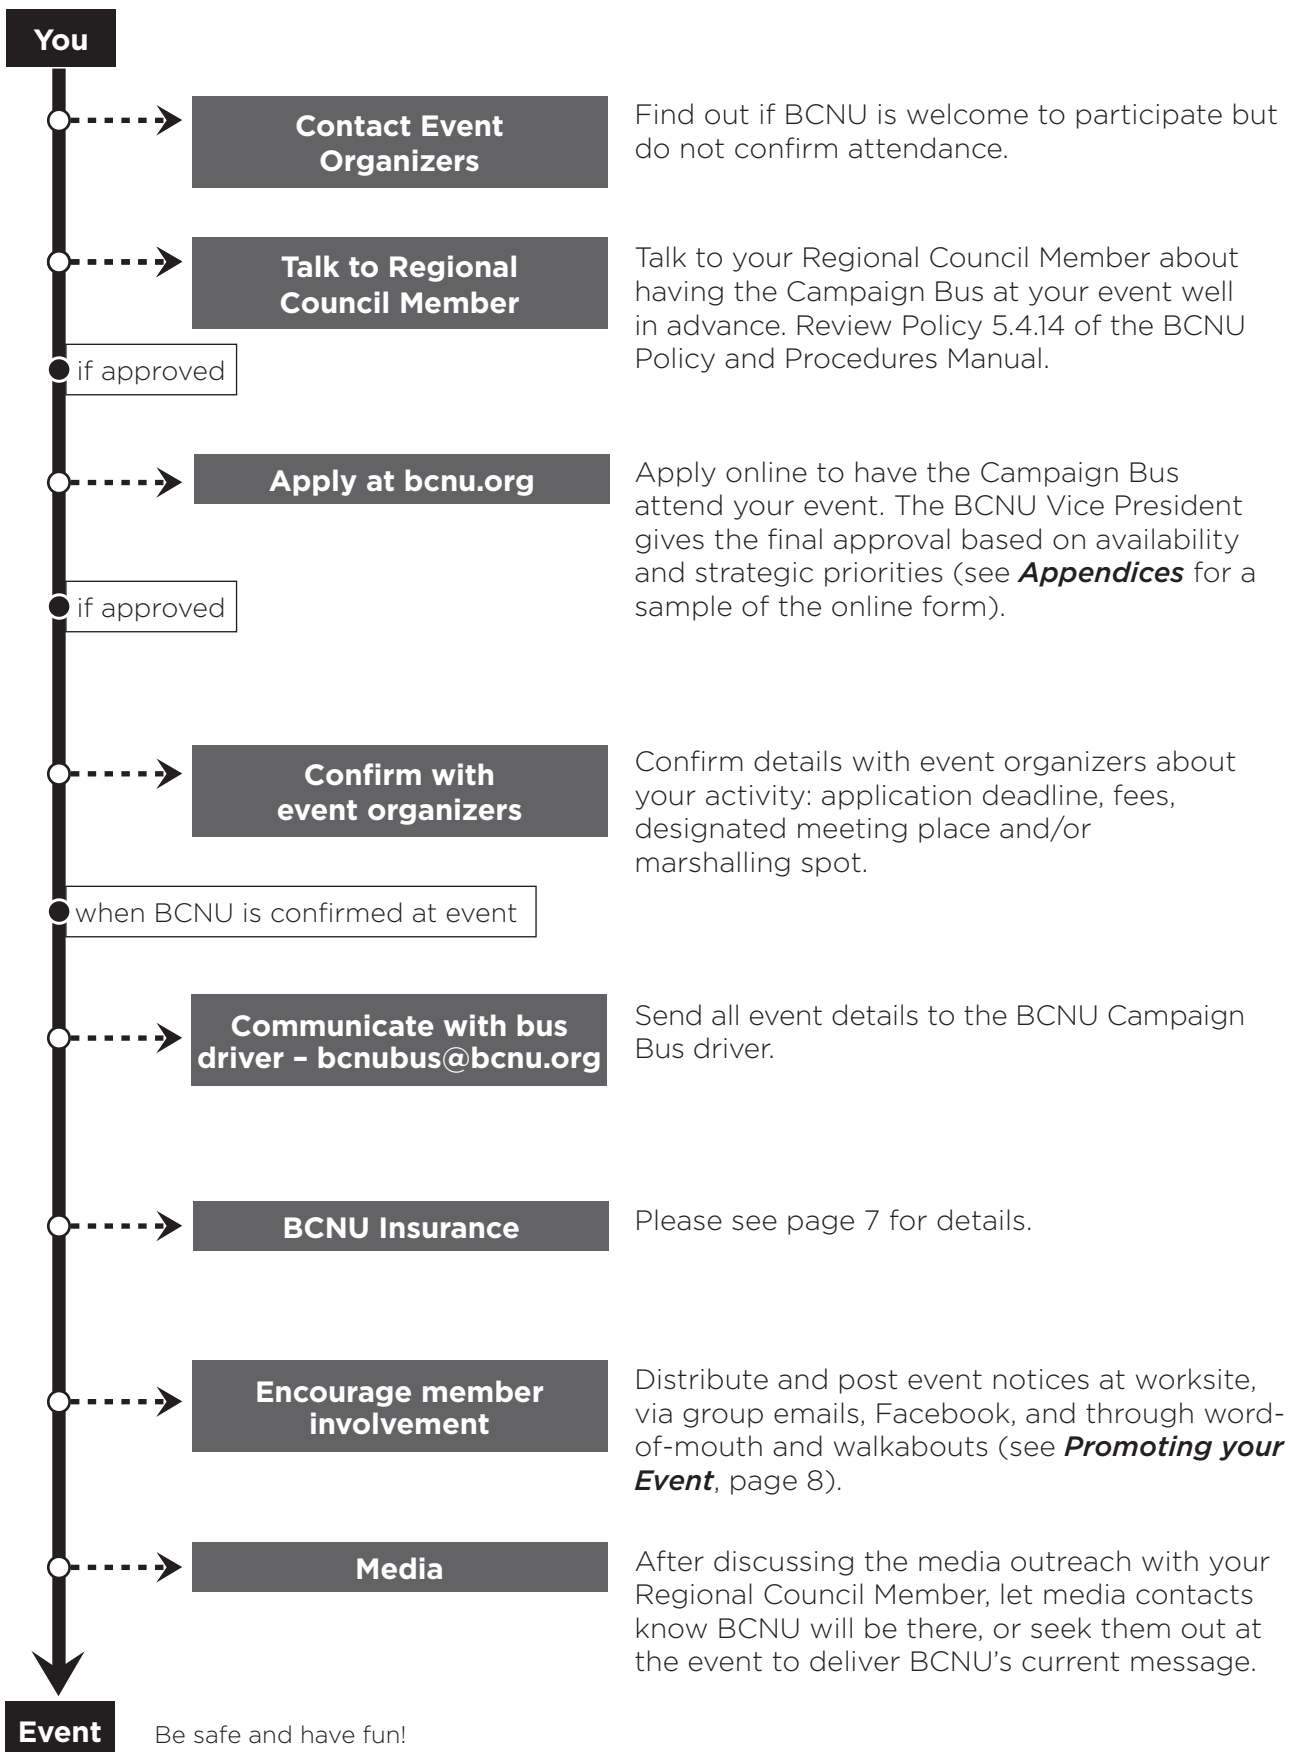 You
Contact Event
Organizers
Find out if BCNU is welcome to participate but
do not confirm attendance.
Talk to Regional
Council Member
Talk to your Regional Council Member about
having the Campaign Bus at your event well
in advance. Review Policy 5.4.14 of the BCNU
Policy and Procedures Manual.
if approved
Apply at bcnu.org
Apply online to have the Campaign Bus
attend your event. The BCNU Vice President
gives the final approval based on availability
and strategic priorities (see Appendices for a
sample of the online form).
if approved
Confirm with
event organizers
Confirm details with event organizers about
your activity: application deadline, fees,
designated meeting place and/or
marshalling spot.
when BCNU is confirmed at event
Communicate with bus
driver – bcnubus@bcnu.org
Send all event details to the BCNU Campaign
Bus driver.
BCNU Insurance
Please see page 7 for details.
Encourage member
involvement
Distribute and post event notices at worksite,
via group emails, Facebook, and through word-
of-mouth and walkabouts (see Promoting your
Event, page 8).
Media
After discussing the media outreach with your
Regional Council Member, let media contacts
know BCNU will be there, or seek them out at
the event to deliver BCNU's current message.
Event
Be safe and have fun!